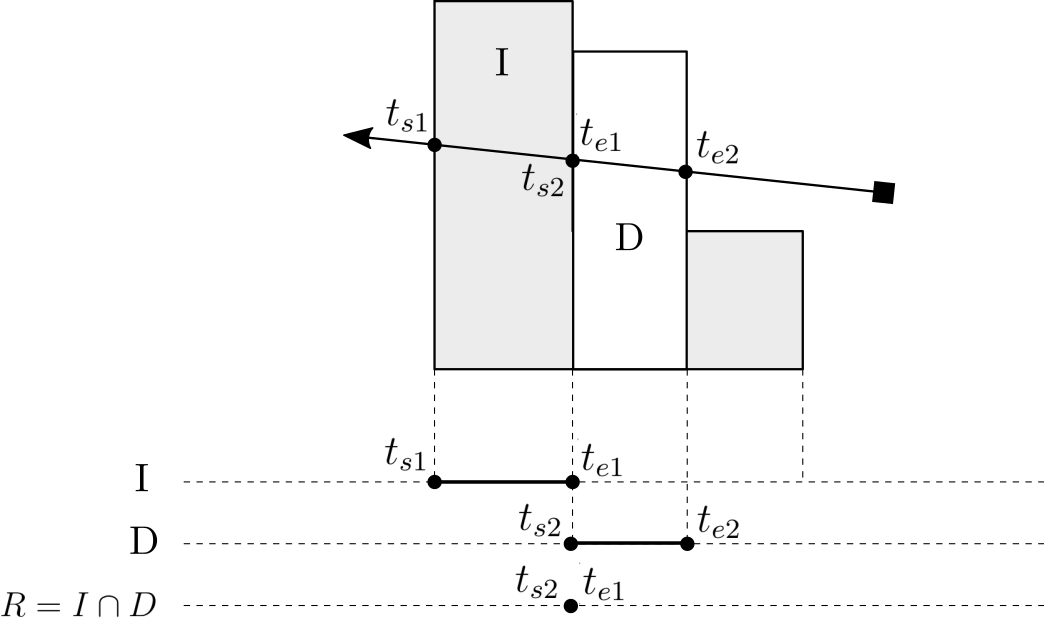 I
t_{s1}
t_{e1}
t_{e2}
t_{s2}
D
t_{s1}
t_{e1}
I
t_{s2}
t_{e2}
D
t_{s2} t_{e1}
R = I ∩ D